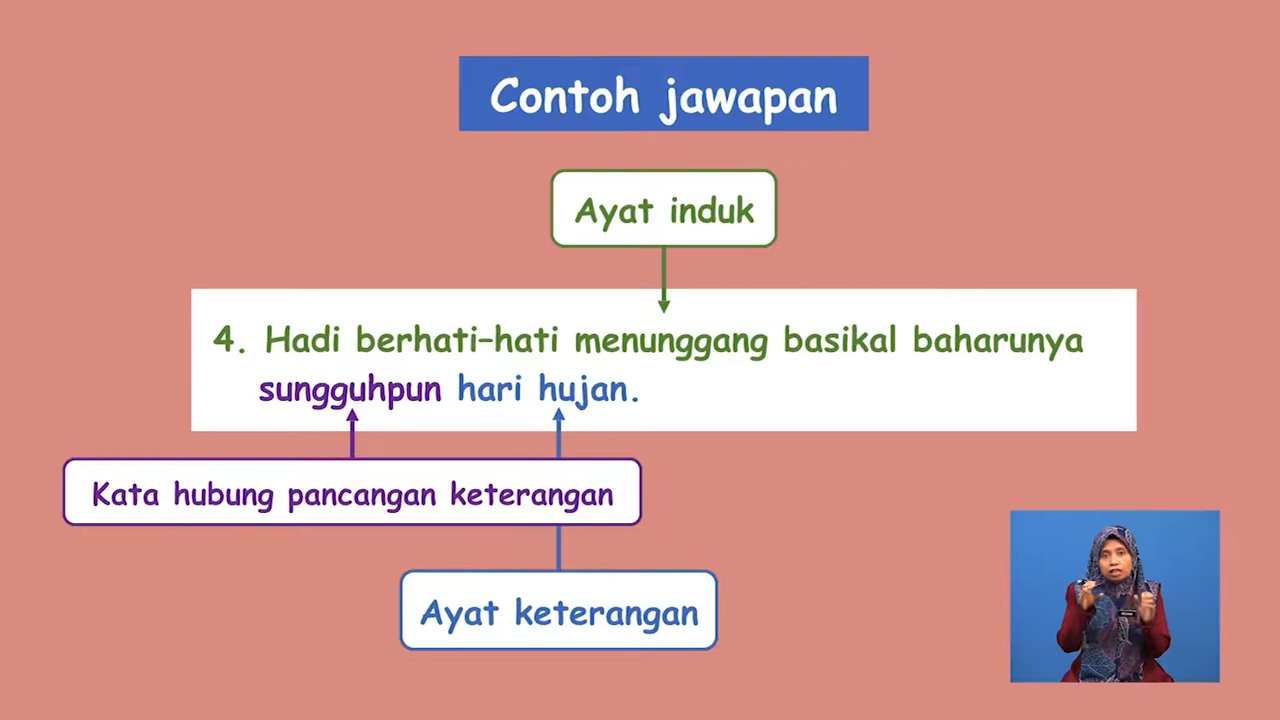 Contoh jawapan
Ayat induk
4. Hadi berhati-hati menunggang basikal baharunya
sungguhpun hari hujan.
Kata hubung pancangan keterangan
Ayat keterangan